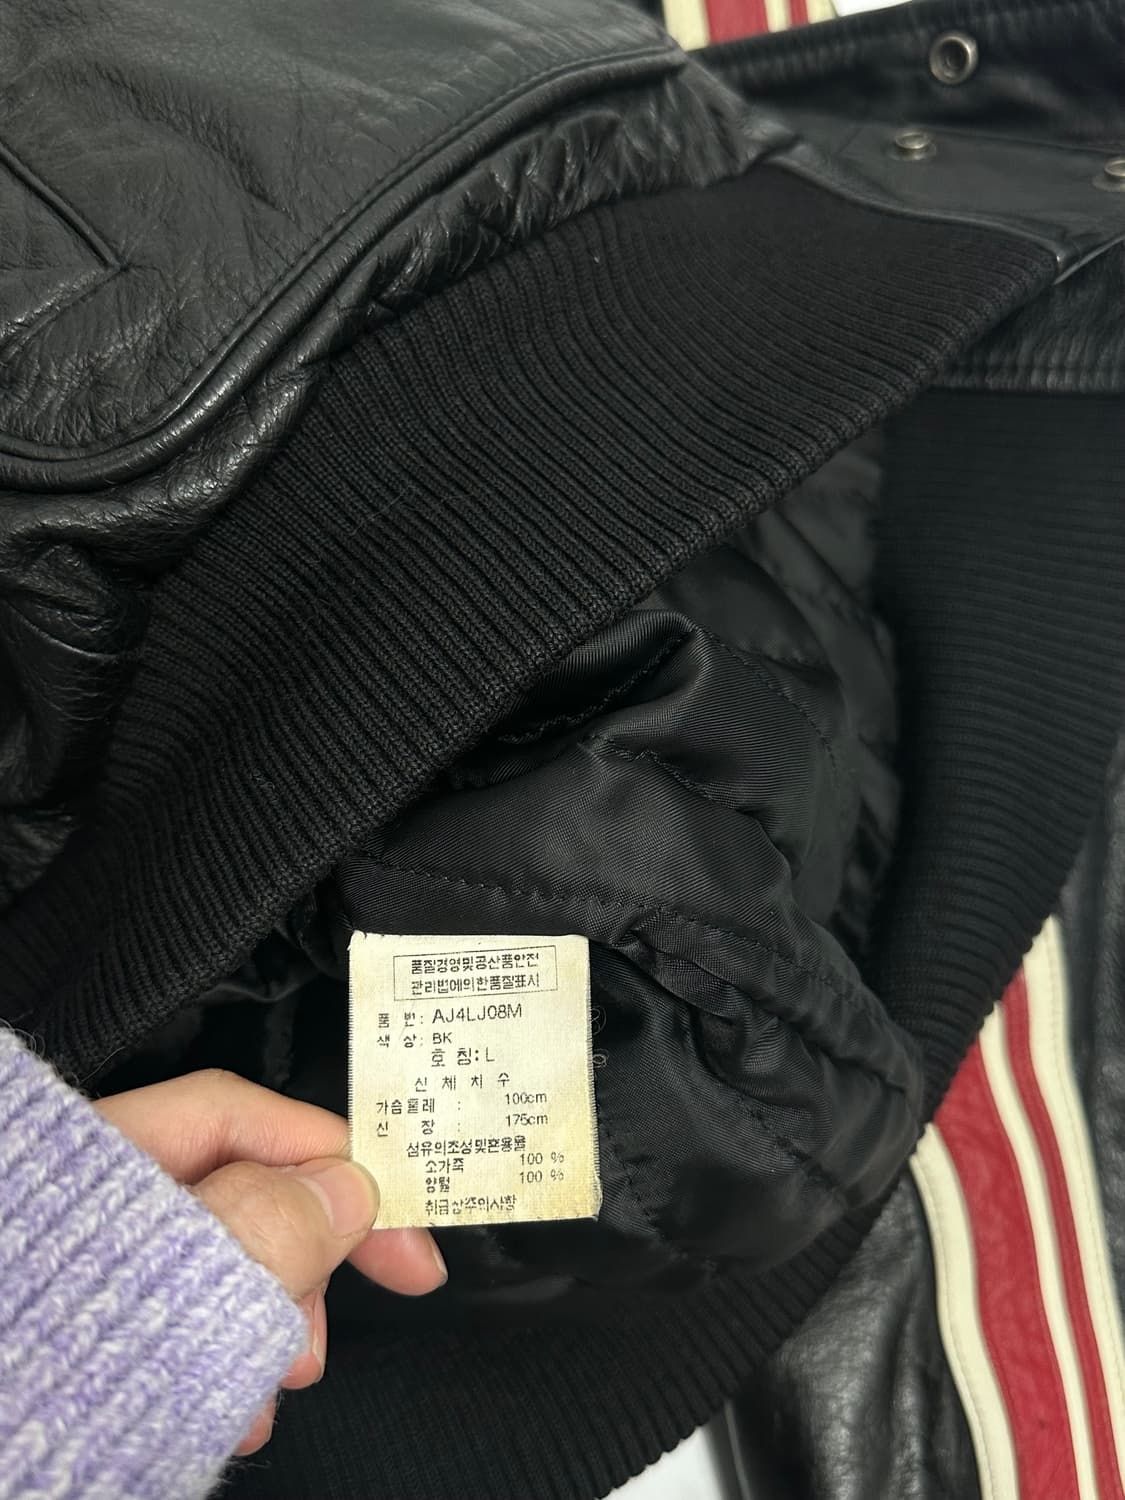 품질경영및공산품안전
관리법에의한품질표시
품 번: AJ4LJ08M
색 상: BK
호 칭: L
신 체 치 수
가슴둘레 : 100cm
신 장 : 175cm
섬유의조성및혼용율
소가죽 100 %
양털 100 %
취급상주의사항